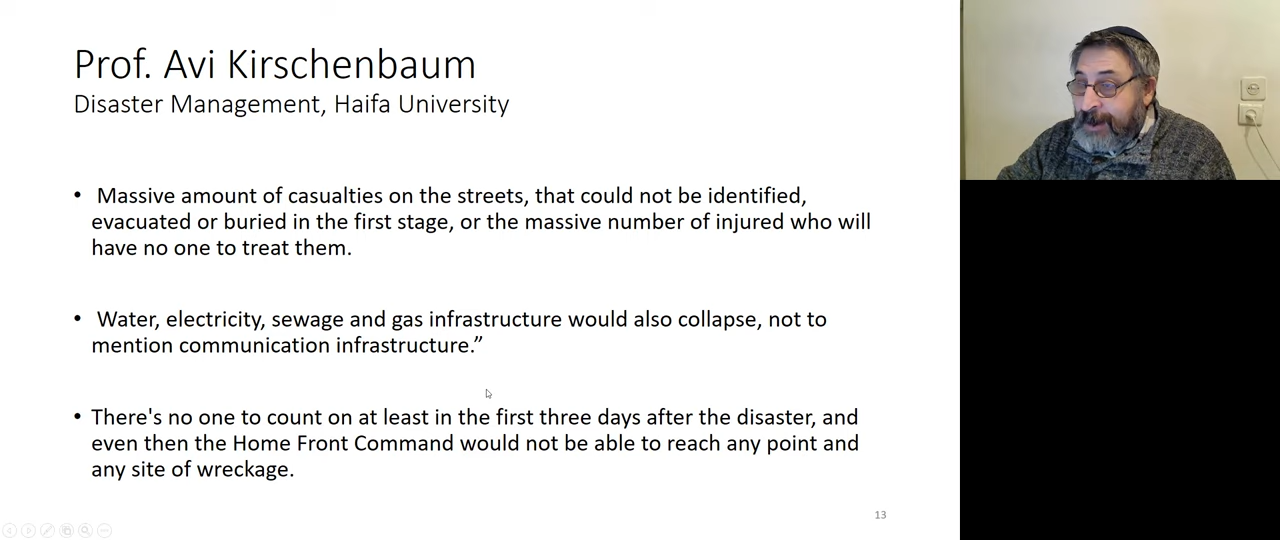 Prof. Avi Kirschenbaum
Disaster Management, Haifa University
• Massive amount of casualties on the streets, that could not be identified,
evacuated or buried in the first stage, or the massive number of injured who will
have no one to treat them.
• Water, electricity, sewage and gas infrastructure would also collapse, not to
mention communication infrastructure.”
• There's no one to count on at least in the first three days after the disaster, and
even then the Home Front Command would not be able to reach any point and
any site of wreckage.
13